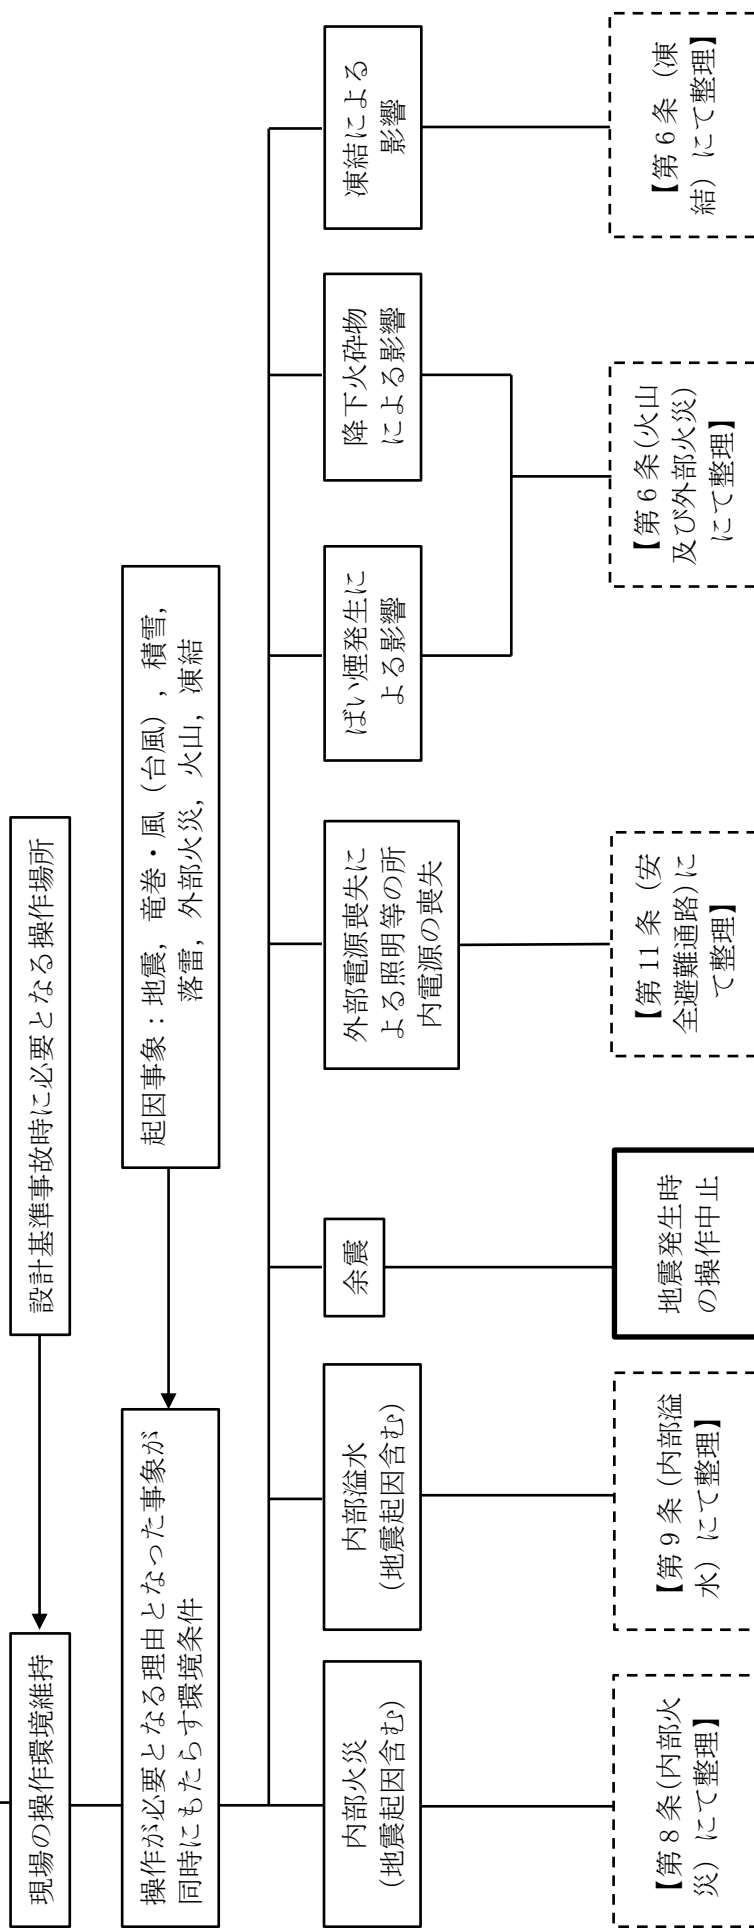 現場の操作環境維持
設計基準事故時に必要となる操作場所
操作が必要となる理由となった事象が
同時にもたらす環境条件
起因事象：地震，竜巻・風（台風），積雪，
落雷，外部火災，火山，凍結
内部火災
(地震起因含む)
内部溢水
(地震起因含む)
余震
外部電源喪失に
よる照明等の所
内電源の喪失
ばい煙発生に
よる影響
降下火砕物
による影響
凍結による
影響
【第8条(内部火
災）にて整理】
【第9条（内部溢
水）にて整理】
地震発生時
の操作中止
【第11条（安
全避難通路)に
て整理】
【第6条(火山
及び外部火災)
にて整理】
【第6条（凍
結）にて整理】